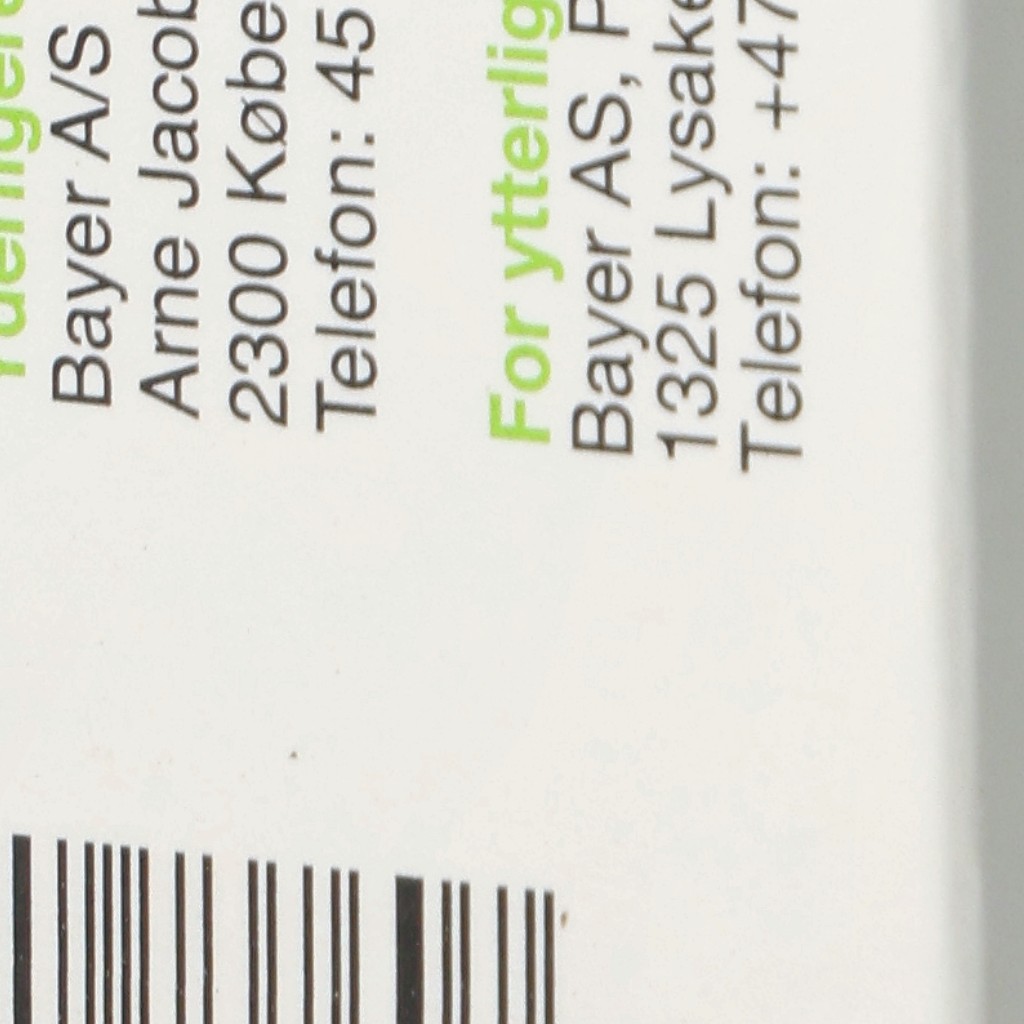 Bayer A/S
Arne Jacob
2300 Købe
Telefon: 45
For ytterlig
Bayer AS, P
1325 Lysake
Telefon: +47